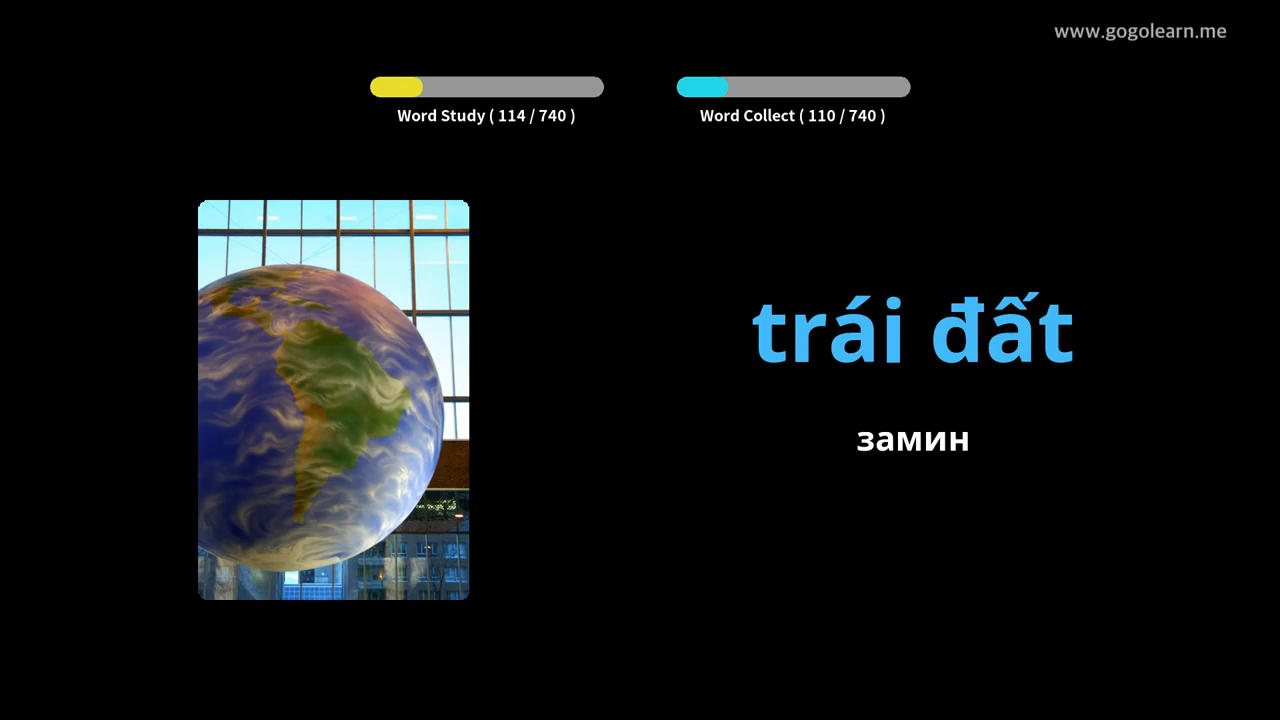 www.gogolearn.me
Word Study ( 114 / 740 )
Word Collect ( 110 / 740 )
trái đất
замин